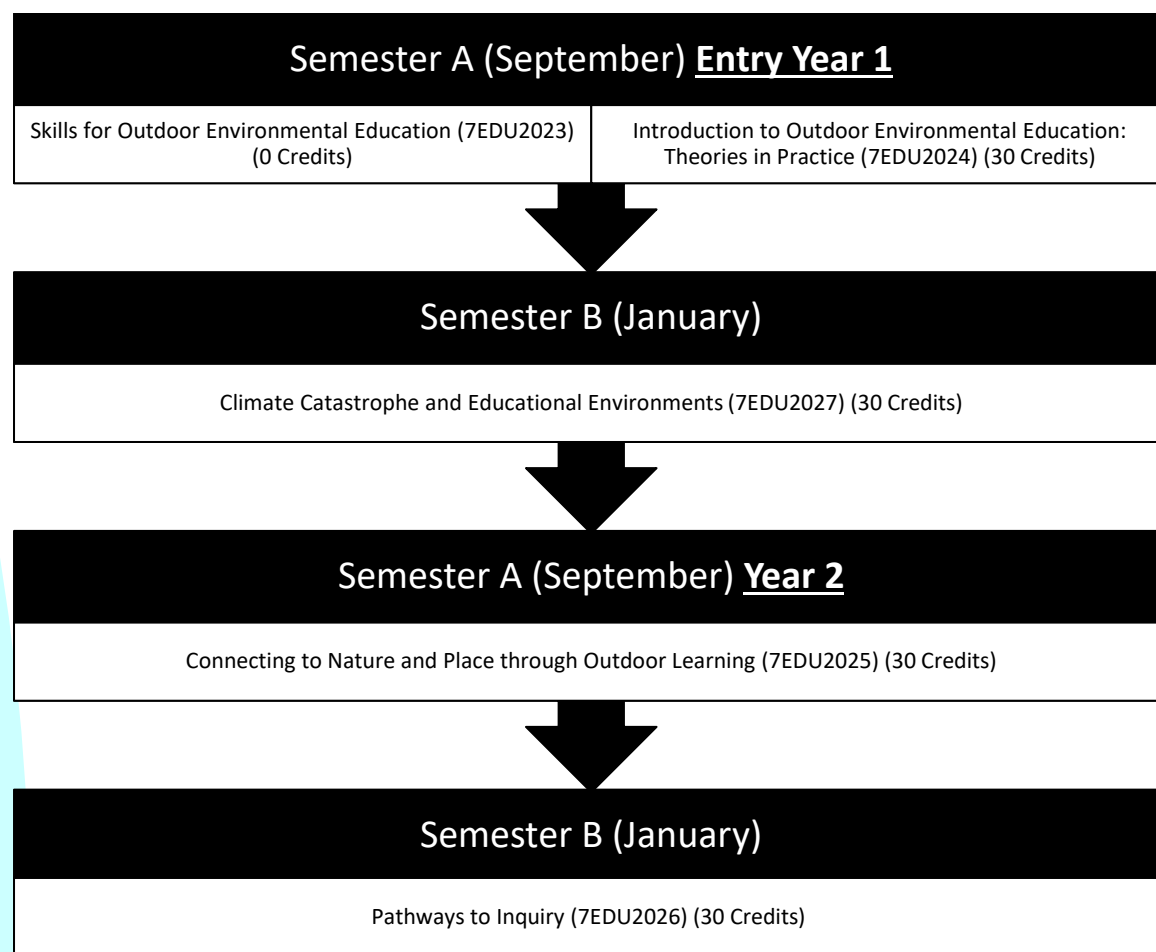 Semester A (September) Entry Year 1
Skills for Outdoor Environmental Education (7EDU2023)
(0 Credits)
Introduction to Outdoor Environmental Education:
Theories in Practice (7EDU2024) (30 Credits)
Semester B (January)
Climate Catastrophe and Educational Environments (7EDU2027) (30 Credits)
Semester A (September) Year 2
Connecting to Nature and Place through Outdoor Learning (7EDU2025) (30 Credits)
Semester B (January)
Pathways to Inquiry (7EDU2026) (30 Credits)